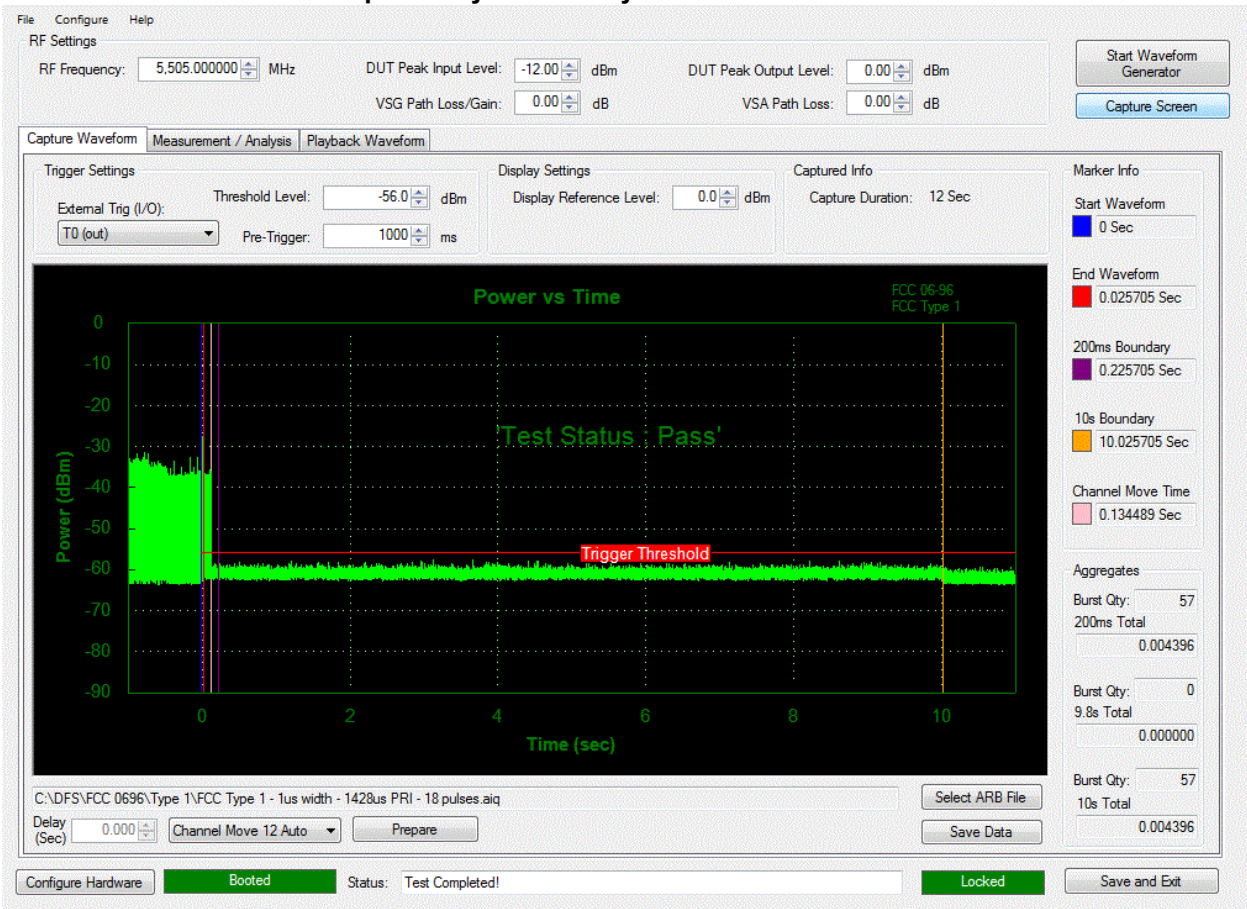 File Configure Help
RF Settings
RF Frequency: 5,505.000000 MHz DUT Peak Input Level: -12.00 dBm DUT Peak Output Level: 0.00 dBm
VSG Path Loss/Gain: 0.00 dB VSA Path Loss: 0.00 dB
Start Waveform
Generator
Capture Screen
Capture Waveform Measurement / Analysis Playback Waveform
Trigger Settings
Threshold Level: -56.0 dBm
External Trig (I/O):
T0 (out)
Pre-Trigger: 1000 ms
Display Settings
Display Reference Level: 0.0 dBm
Captured Info
Capture Duration: 12 Sec
Marker Info
Start Waveform
0 Sec
End Waveform
0.025705 Sec
200ms Boundary
0.225705 Sec
10s Boundary
10.025705 Sec
Channel Move Time
0.134489 Sec
Aggregates
Burst Qty: 57
200ms Total
0.004396
Burst Qty: 0
9.8s Total
0.000000
Burst Qty: 57
10s Total
0.004396
Power vs Time
FCC 06-96
FCC Type 1
'Test Status : Pass'
Trigger Threshold
Power (dBm)
0
-10
-20
-30
-40
-50
-60
-70
-80
-90
0 2 4 6 8 10
Time (sec)
C:\DFS\FCC 0696\Type 1\FCC Type 1 - 1us width - 1428us PRI - 18 pulses.aiq
Select ARB File
Delay
(Sec)
0.000 Channel Move 12 Auto Prepare Save Data
Configure Hardware Booted Status: Test Completed! Locked Save and Exit